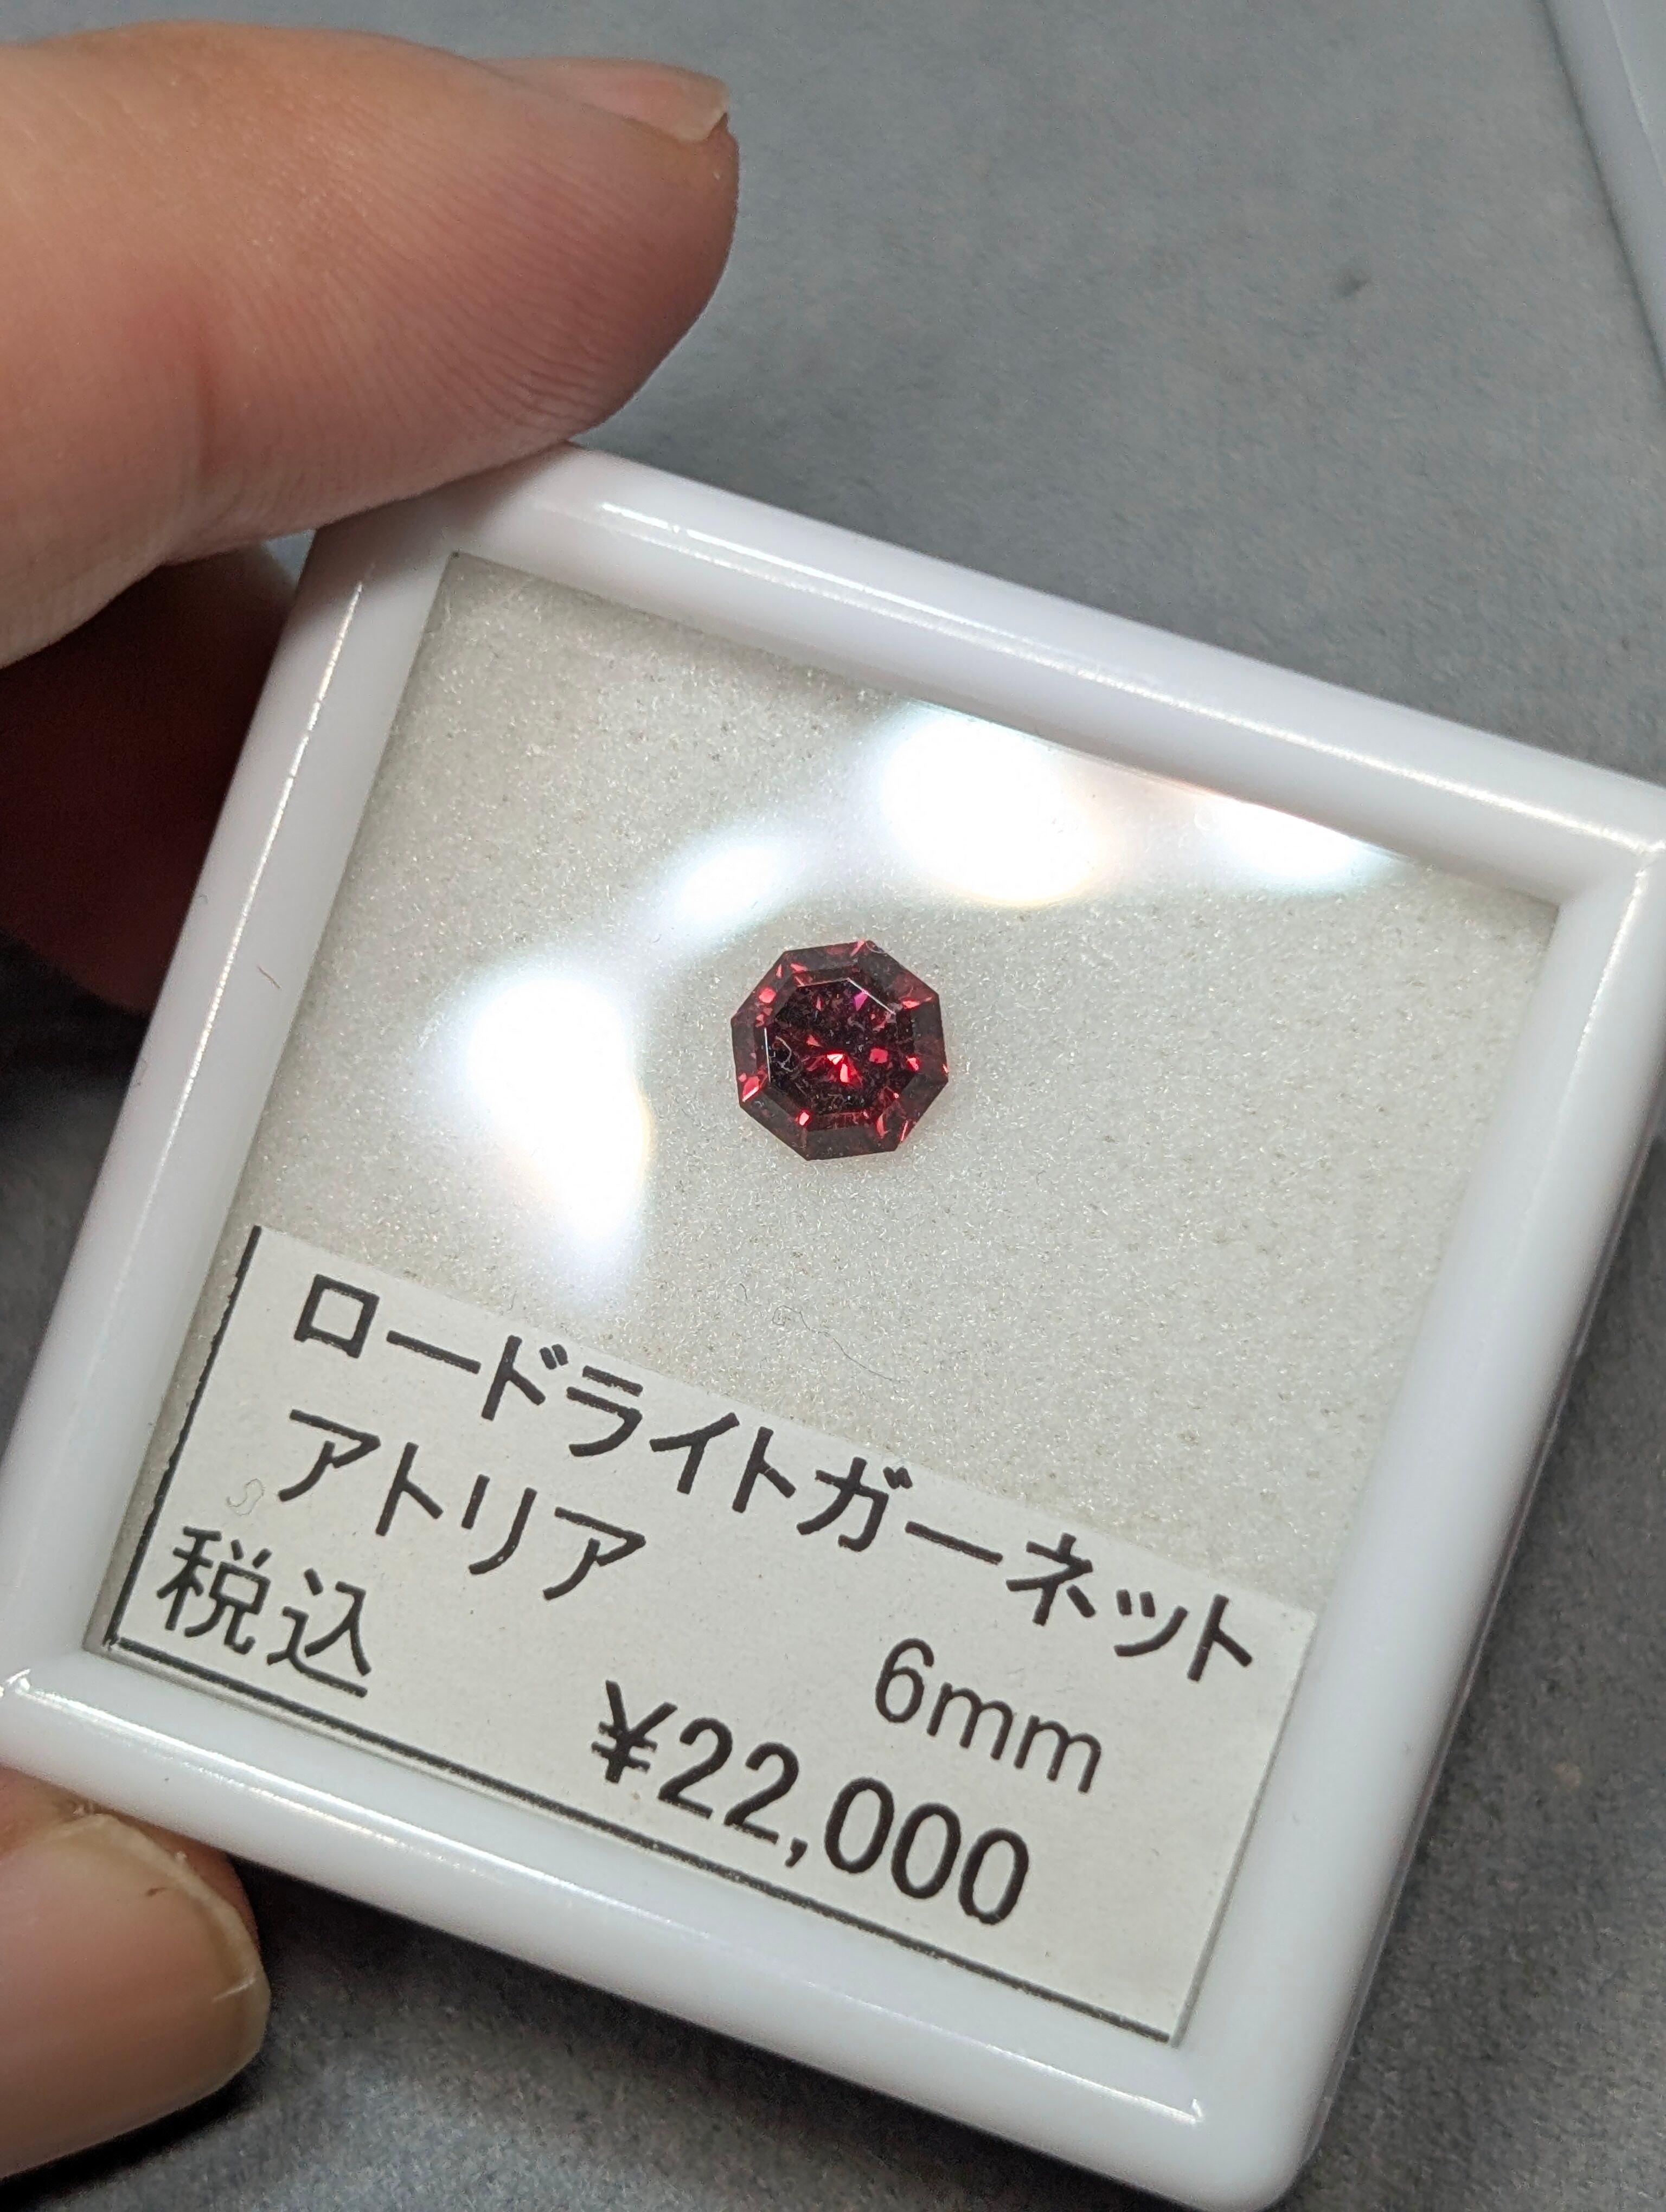 ロードライトガーネット
アトリア 6mm
税込 ¥22,000